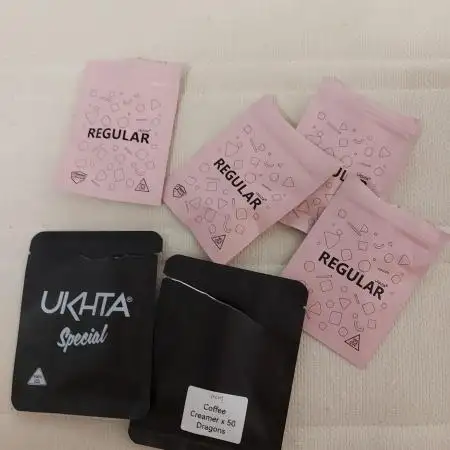 REGULAR
REGULAR
REGULAR
UKHTA®
Special
Coffee
Creamer x 50
Dragons